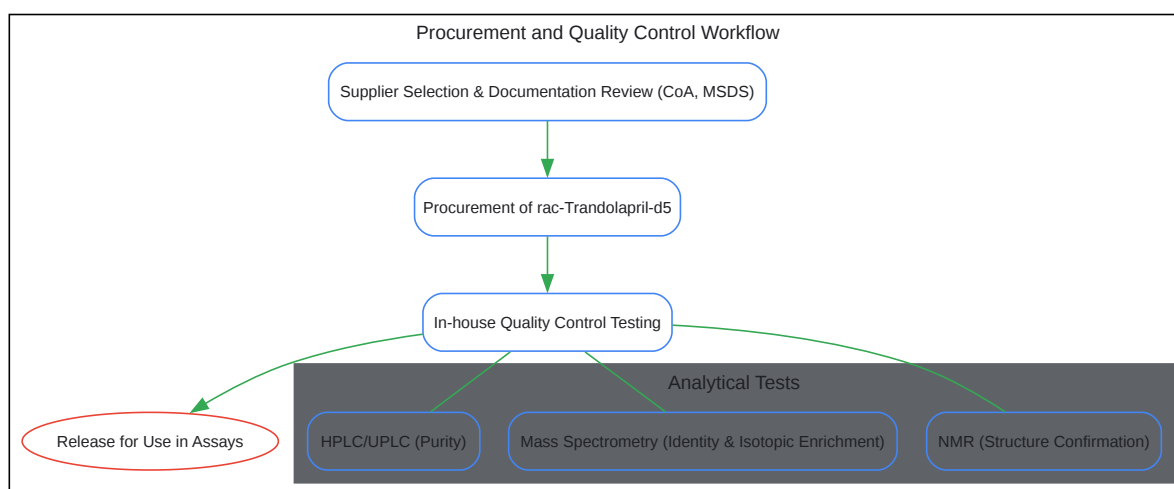 Procurement and Quality Control Workflow
Supplier Selection & Documentation Review (CoA, MSDS)
Procurement of rac-Trandolapril-d5
In-house Quality Control Testing
Analytical Tests
Release for Use in Assays
HPLC/UPLC (Purity)
Mass Spectrometry (Identity & Isotopic Enrichment)
NMR (Structure Confirmation)